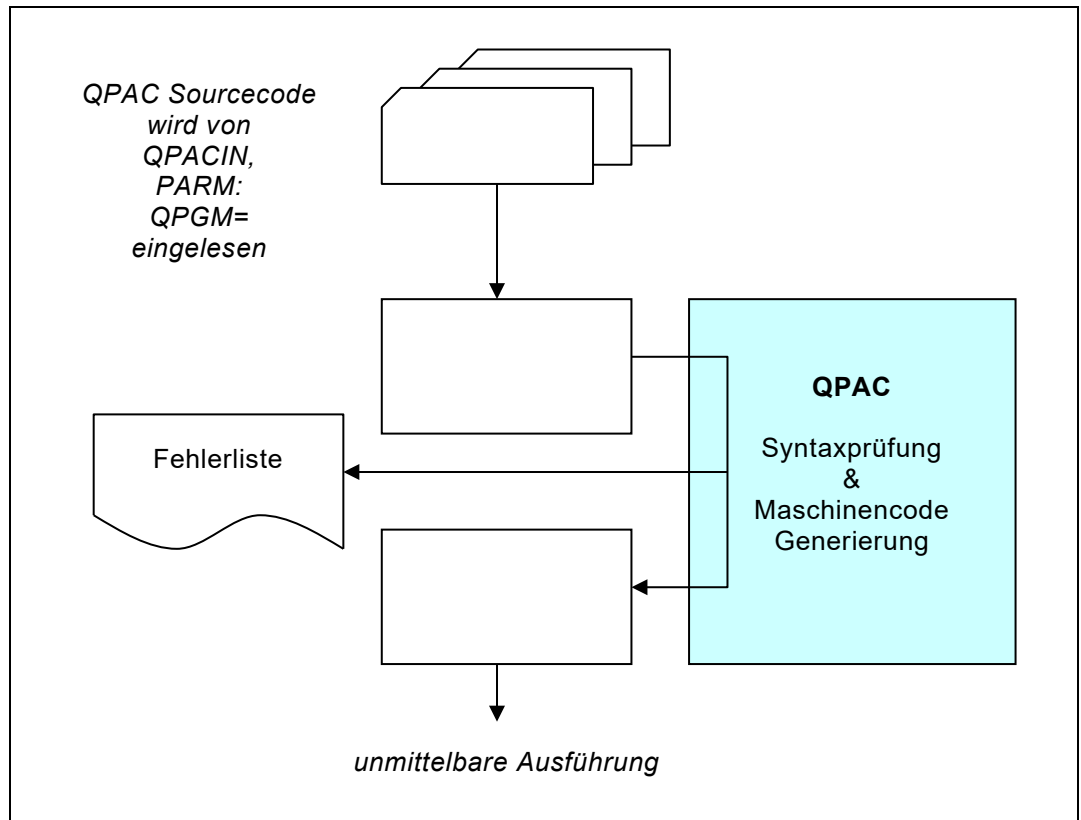 QPAC Sourcecode
wird von
QPACIN,
PARM:
QPGM=
eingelesen
QPAC
Syntaxprüfung
&
Maschinencode
Generierung
Fehlerliste
unmittelbare Ausführung